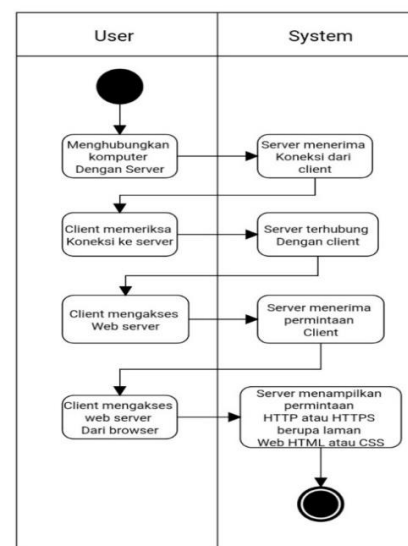 User
System
Menghubungkan
komputer
Dengan Server
Server menerima
Koneksi dari
client
Client memeriksa
Koneksi ke server
Server terhubung
Dengan client
Client mengakses
Web server
Server menerima
permintaan
Client
Client mengakses
web server
Dari browser
Server menampilkan
permintaan
HTTP atau HTTPS
berupa laman
Web HTML atau CSS